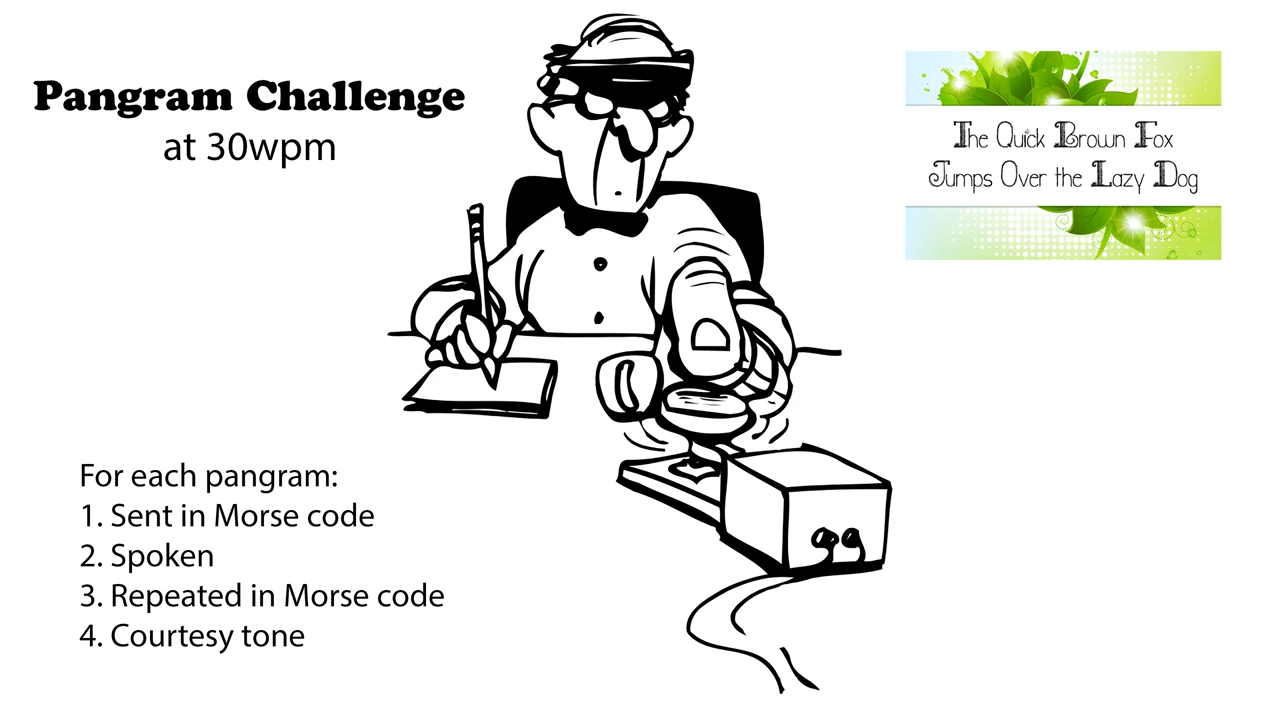 Pangram Challenge
at 30wpm
The Quick Brown Fox
Jumps Over the Lazy Dog
For each pangram:
1. Sent in Morse code
2. Spoken
3. Repeated in Morse code
4. Courtesy tone